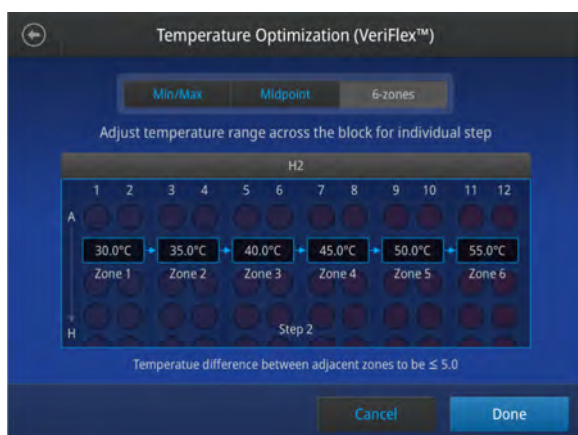 Temperature Optimization (VeriFlex™)
Min/Max Midpoint 6-zones
Adjust temperature range across the block for individual step
H2
1 2 3 4 5 6 7 8 9 10 11 12
A
30.0°C 35.0°C 40.0°C 45.0°C 50.0°C 55.0°C
Zone 1 Zone 2 Zone 3 Zone 4 Zone 5 Zone 6
H
Step 2
Temperatue difference between adjacent zones to be ≤ 5.0
Cancel Done